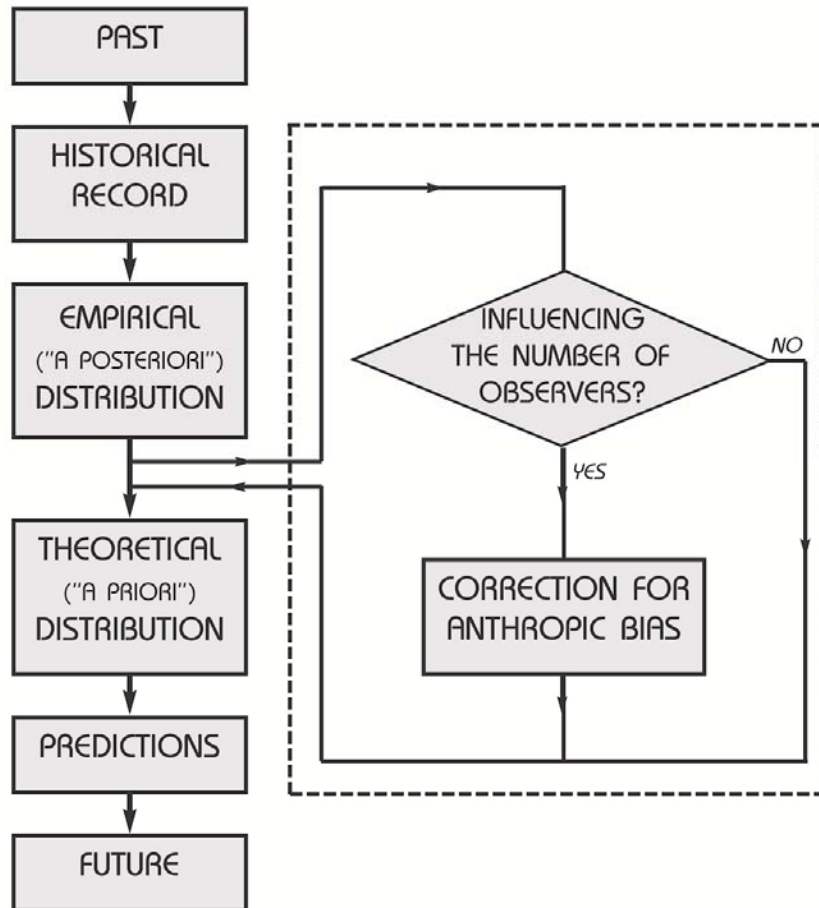 PAST
HISTORICAL
RECORD
EMPIRICAL
("A POSTERIORI")
DISTRIBUTION
THEORETICAL
("A PRIORI")
DISTRIBUTION
PREDICTIONS
FUTURE
INFLUENCING
THE NUMBER OF
OBSERVERS?
NO
YES
CORRECTION FOR
ANTHROPIC BIAS